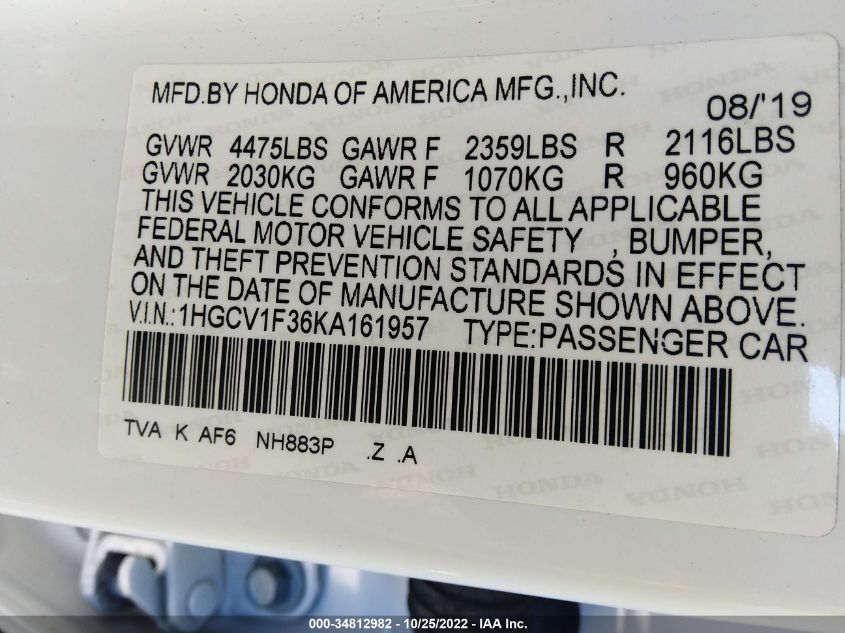 MFD.BY HONDA OF AMERICA MFG.,INC.
08/'19
GVWR 4475LBS GAWR F 2359LBS R 2116LBS
GVWR 2030KG GAWR F 1070KG R 960KG
THIS VEHICLE CONFORMS TO ALL APPLICABLE
FEDERAL MOTOR VEHICLE SAFETY , BUMPER,
AND THEFT PREVENTION STANDARDS IN EFFECT
ON THE DATE OF MANUFACTURE SHOWN ABOVE.
V.I.N.:1HGCV1F36KA161957 TYPE:PASSENGER CAR
TVA K AF6 NH883P .Z .A
HONDA HONDA HONDA
000-34812982 - 10/25/2022 - IAA Inc.